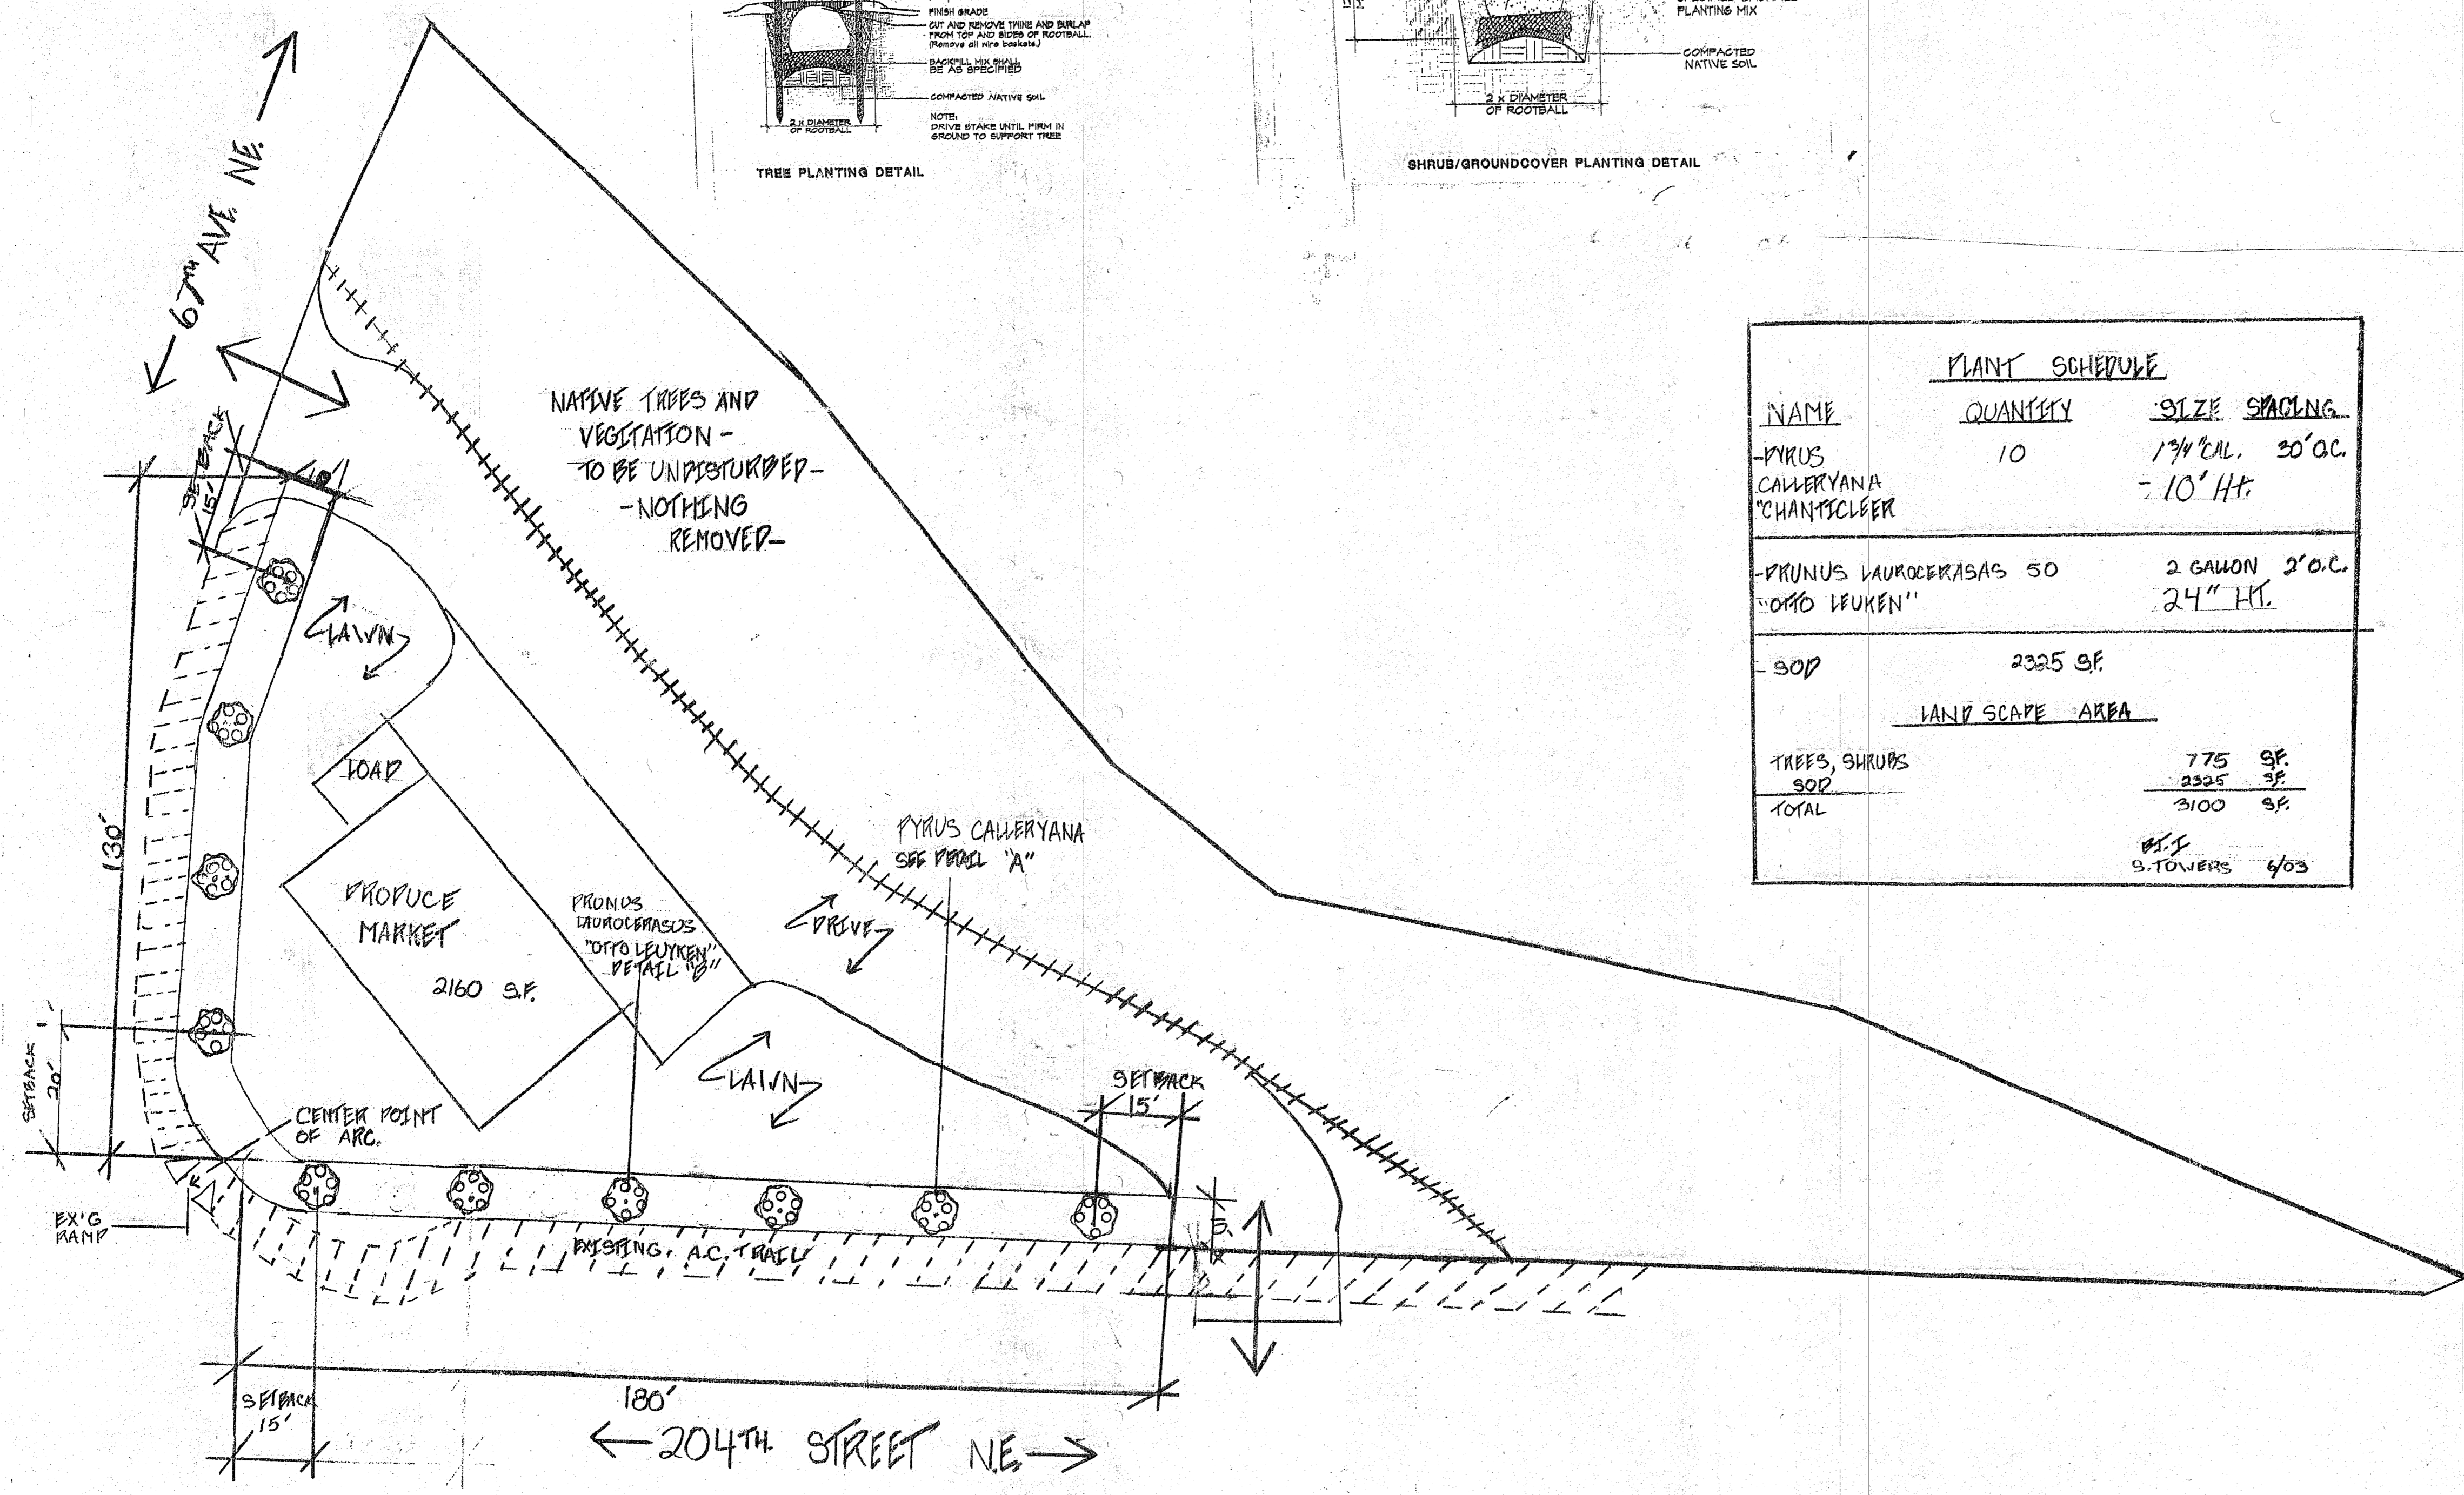 FINISH GRADE
CUT AND REMOVE TWINE AND BURLAP
FROM TOP AND SIDES OF ROOTBALL.
(Remove all wire baskets.)
BACKFILL MIX SHALL
BE AS SPECIFIED
COMPACTED NATIVE SOIL
2 x DIAMETER
OF ROOTBALL
NOTE:
DRIVE STAKE UNTIL FIRM IN
GROUND TO SUPPORT TREE
TREE PLANTING DETAIL
PLANTING MIX
COMPACTED
NATIVE SOIL
2 x DIAMETER
OF ROOTBALL
SHRUB/GROUNDCOVER PLANTING DETAIL
67TH AVE. NE.
NATIVE TREES AND
VEGITATION -
TO BE UNDISTURBED-
-NOTHING
REMOVED-
SETBACK
15'
LAWN
LOAD
130'
PRODUCE
MARKET
2160 S.F.
PRUNUS
LAUROCERASUS
"OTTO LEUYKEN"
DETAIL "B"
PYRUS CALLERYANA
SEE DETAIL "A"
DRIVE
LAWN
SETBACK
15'
SETBACK
20'
CENTER POINT
OF ARC.
EX'G
RAMP
EXISTING A.C. TRAIL
10'
180'
SETBACK
15'
204TH. STREET N.E.
PLANT SCHEDULE
NAME QUANTITY SIZE SPACING
-PYRUS 10 1 3/4" CAL. 30' O.C.
CALLERYANA - 10' Ht.
"CHANTICLEER
-PRUNUS LAUROCERASAS 50 2 GALLON 2' O.C.
"OTTO LEUKEN" 24" HT.
- SOD 2325 S.F.
LAND SCAPE AREA
TREES, SHRUBS 775 S.F.
SOD 2325 S.F.
TOTAL 3100 S.F.
S. TOWERS 6/03